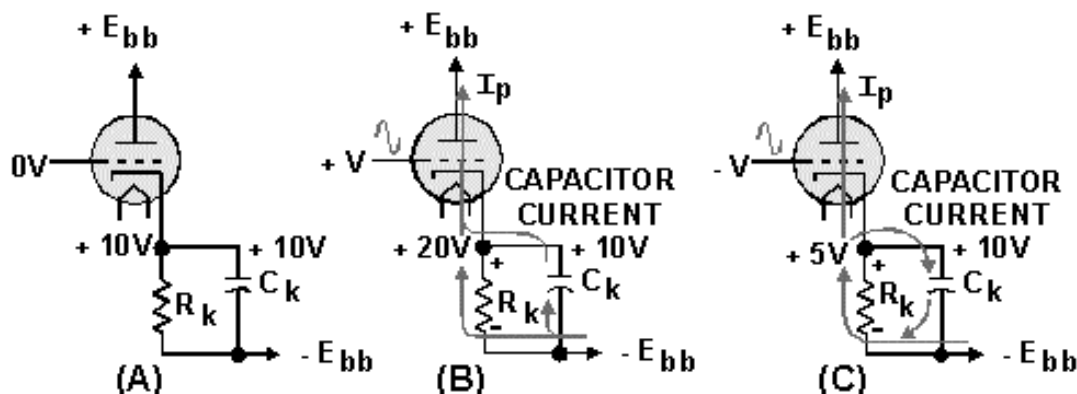 + Ebb
0V
+ 10V
+ 10V
Rk
Ck
- Ebb
(A)
+ Ebb
Ip
+ V
CAPACITOR
CURRENT
+ 20V
+ 10V
+
Rk
-
Ck
- Ebb
(B)
+ Ebb
Ip
- V
CAPACITOR
CURRENT
+ 5V
+ 10V
+
Rk
-
Ck
- Ebb
(C)